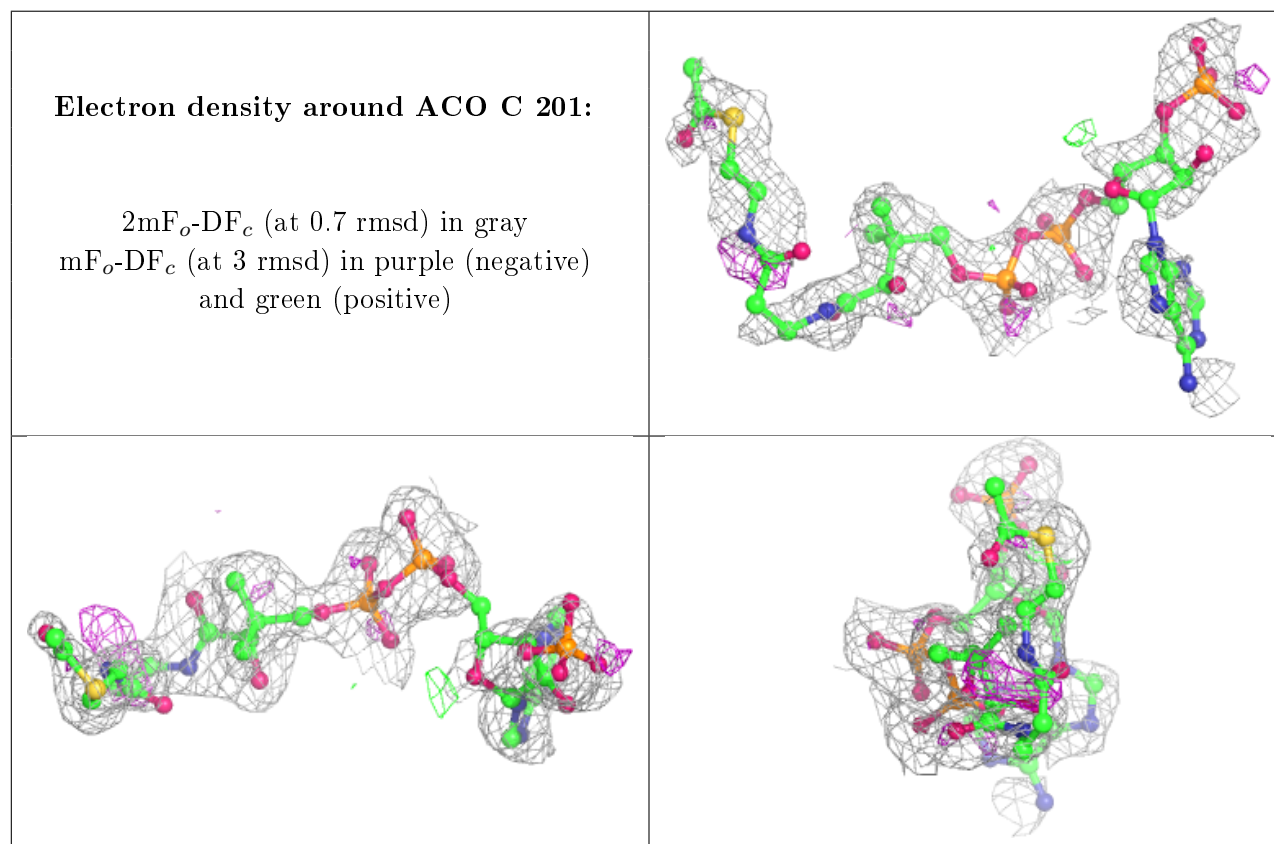 Electron density around ACO C 201:
2mFₒ-DF𝒸 (at 0.7 rmsd) in gray
mFₒ-DF𝒸 (at 3 rmsd) in purple (negative)
and green (positive)